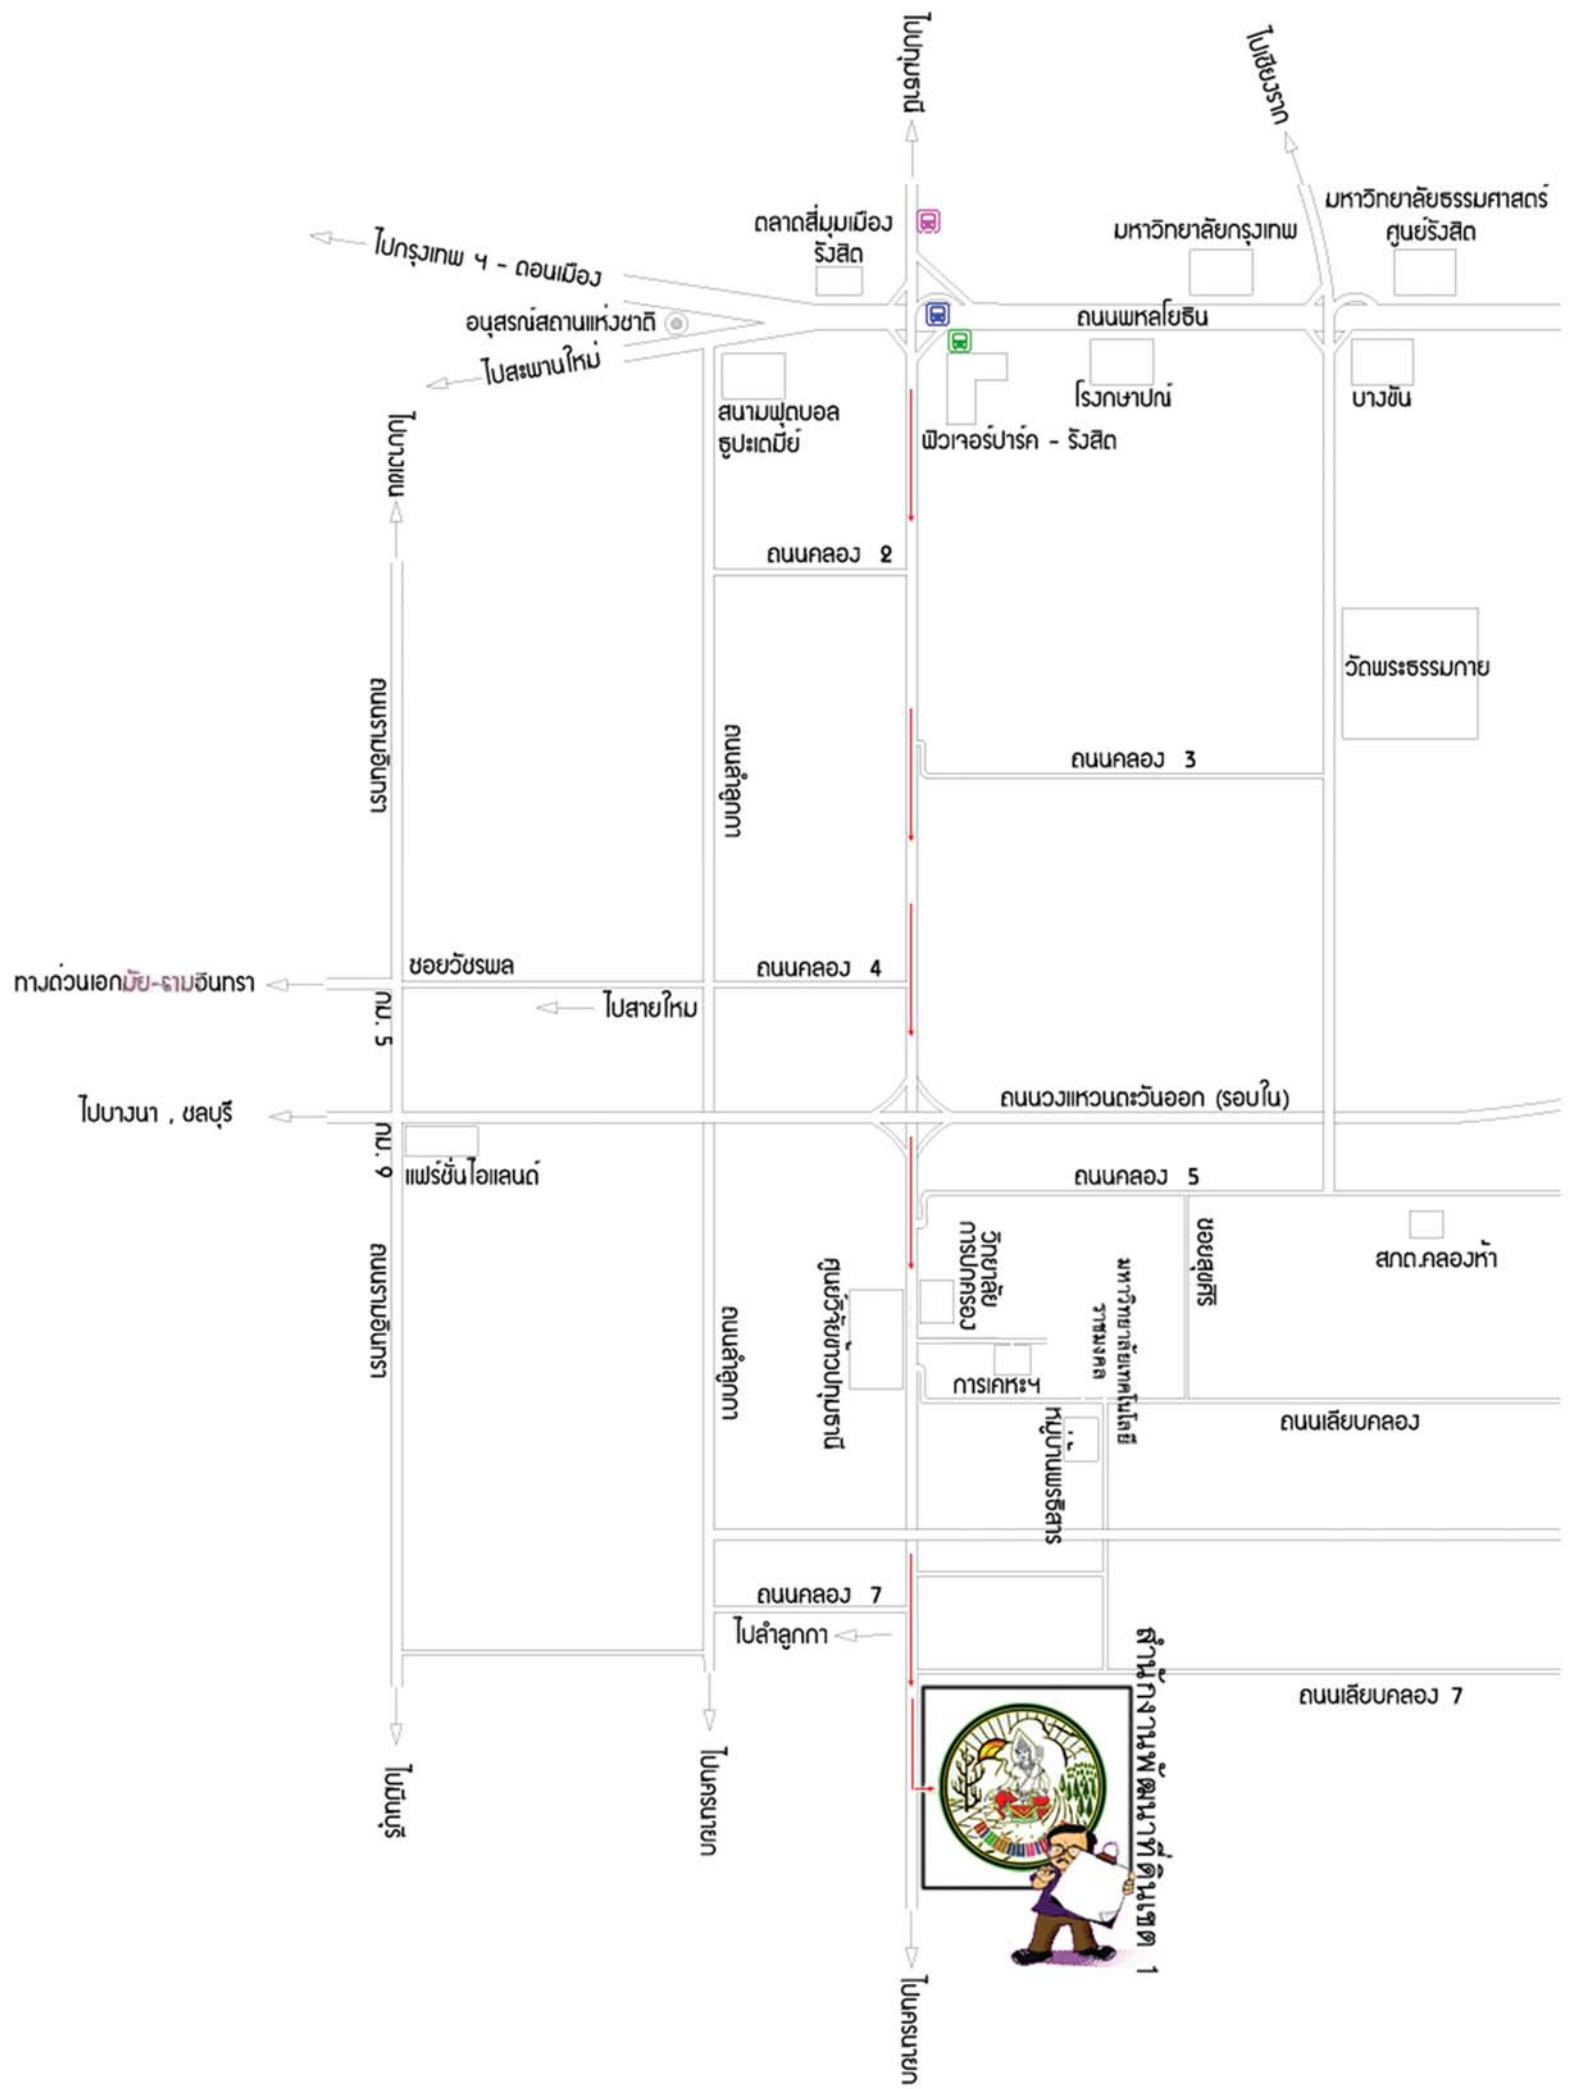 ไปปทุมธานี
ไปเชียงราก
มหาวิทยาลัยธรรมศาสตร์
ศูนย์รังสิต
ตลาดสี่มุมเมือง
รังสิต
มหาวิทยาลัยกรุงเทพ
ไปกรุงเทพ ฯ - ดอนเมือง
อนุสรณ์สถานแห่งชาติ
ถนนพหลโยธิน
ไปสะพานใหม่
สนามฟุตบอล
ธูปะเตมีย์
ฟิวเจอร์ปาร์ค - รังสิต
โรงกษาปณ์
บางขัน
ไปบางเขน
ถนนคลอง 2
วัดพระธรรมกาย
ถนนรามอินทรา
ถนนลำลูกกา
ถนนคลอง 3
ทางด่วนเอกมัย-รามอินทรา
ซอยวัชรพล
ถนนคลอง 4
กม. 5
ไปสายไหม
ไปบางนา , ชลบุรี
ถนนวงแหวนตะวันออก (รอบใน)
กม. 9
แฟร์ชั่นไอแลนด์
ถนนคลอง 5
ถนนรามอินทรา
ถนนลำลูกกา
ศูนย์วิจัยข้าวปทุมธานี
วิทยาลัย
การปกครอง
มหาวิทยาลัยเทคโนโลยี
ราชมงคล
ซอยสุขศิริ
สภต.คลองห้า
การเคหะฯ
หมู่บ้านพรธิสาร
ถนนเลียบคลอง
ถนนคลอง 7
ไปลำลูกกา
ถนนเลียบคลอง 7
สำนักงานพัฒนาที่ดินเขต 1
ไปมีนบุรี
ไปนครนายก
ไปนครนายก